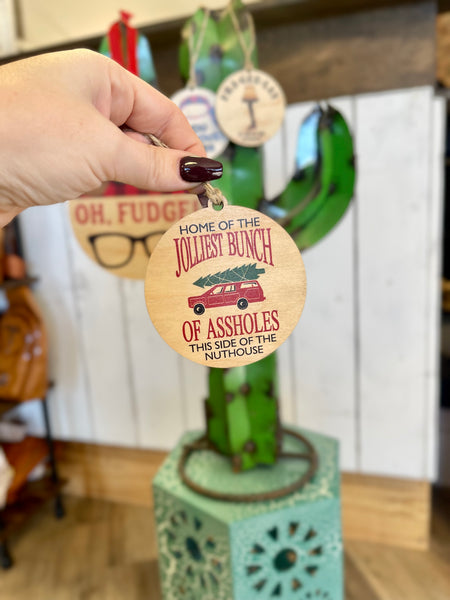 OH, FUDGE!
HOME OF THE
JOLLIEST BUNCH
OF ASSHOLES
THIS SIDE OF THE
NUTHOUSE